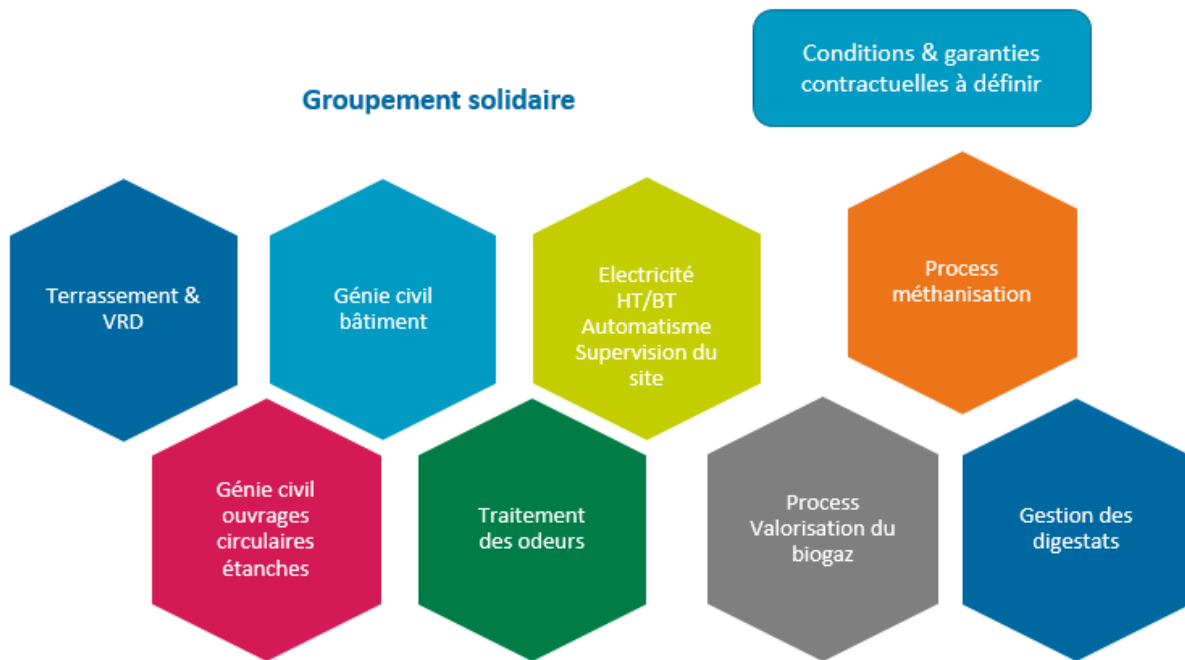 Conditions & garanties
contractuelles à définir
Groupement solidaire
Terrassement &
VRD
Génie civil
bâtiment
Electricité
HT/BT
Automatisme
Supervision du
site
Process
méthanisation
Génie civil
ouvrages
circulaires
étanches
Traitement
des odeurs
Process
Valorisation du
biogaz
Gestion des
digestats